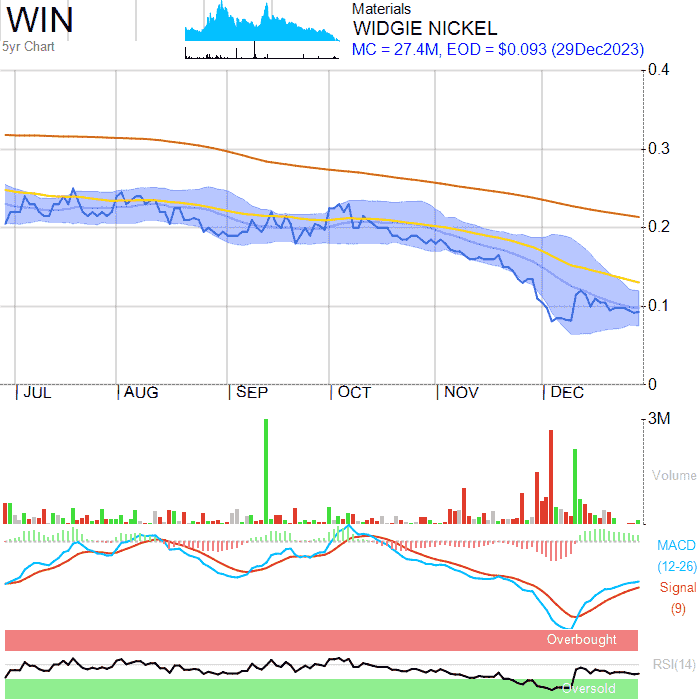 WIN
5yr Chart
Materials
WIDGIE NICKEL
MC = 27.4M, EOD = $0.093 (29Dec2023)
0.4
0.3
0.2
0.1
0
JUL AUG SEP OCT NOV DEC
3M
Volume
MACD
(12-26)
Signal
(9)
Overbought
RSI(14)
Oversold